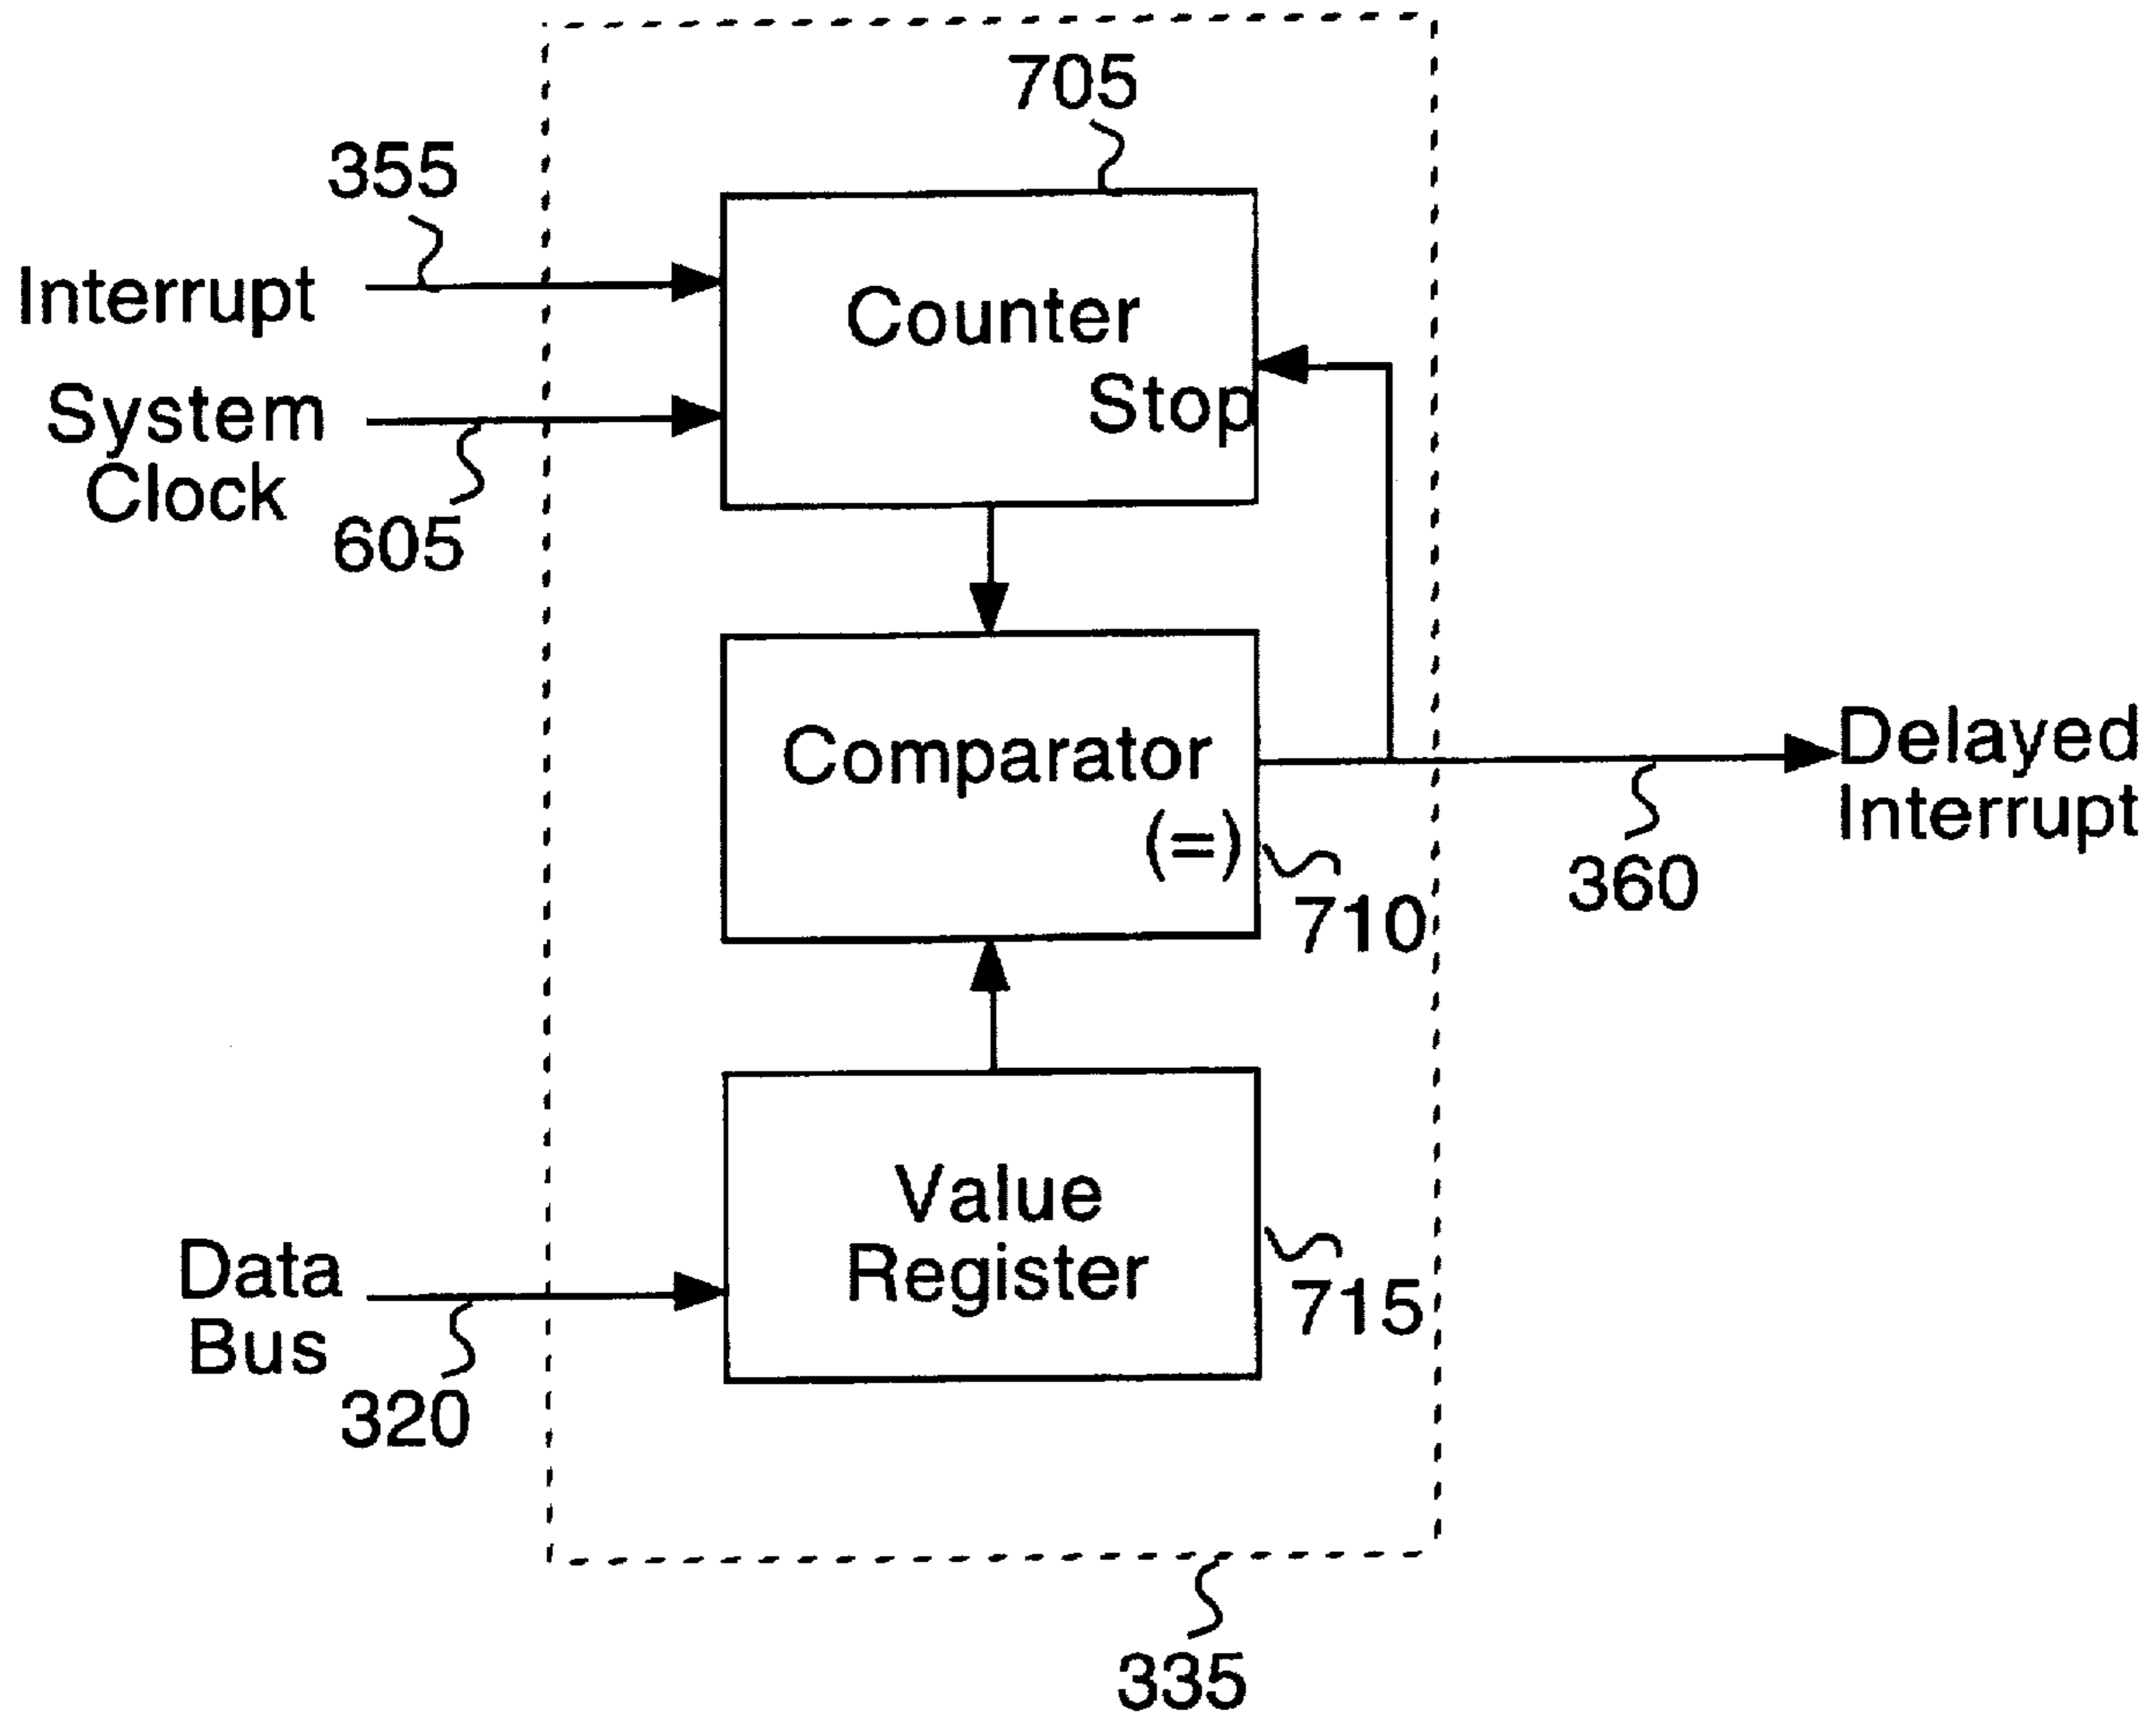 705
355
Interrupt
Counter
Stop
System
Clock
605
Comparator
(=)
710
Delayed
Interrupt
360
Value
Register
715
Data
Bus
320
335